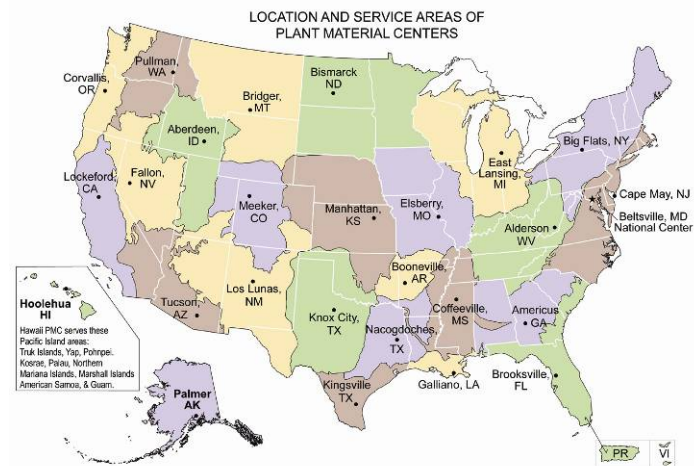 LOCATION AND SERVICE AREAS OF
PLANT MATERIAL CENTERS
Pullman,
WA
Corvallis,
OR
Bismarck
ND
Bridger,
MT
Aberdeen,
ID
Big Flats, NY
East
Lansing,
MI
Lockeford,
CA
Fallon,
NV
Meeker,
CO
Manhattan,
KS
Elsberry,
MO
Cape May, NJ
Beltsville, MD
National Center
Alderson
WV
Booneville,
AR
Los Lunas,
NM
Tucson,
AZ
Knox City,
TX
Coffeeville,
MS
Americus
GA
Nacogdoches,
TX
Kingsville
TX
Galliano, LA
Brooksville,
FL
Hoolehua
HI
Hawaii PMC serves these
Pacific Island areas:
Truk Islands, Yap, Pohnpei.
Kosrae, Palau, Northern
Mariana Islands, Marshall Islands
American Samoa, & Guam.
Palmer
AK
PR
VI